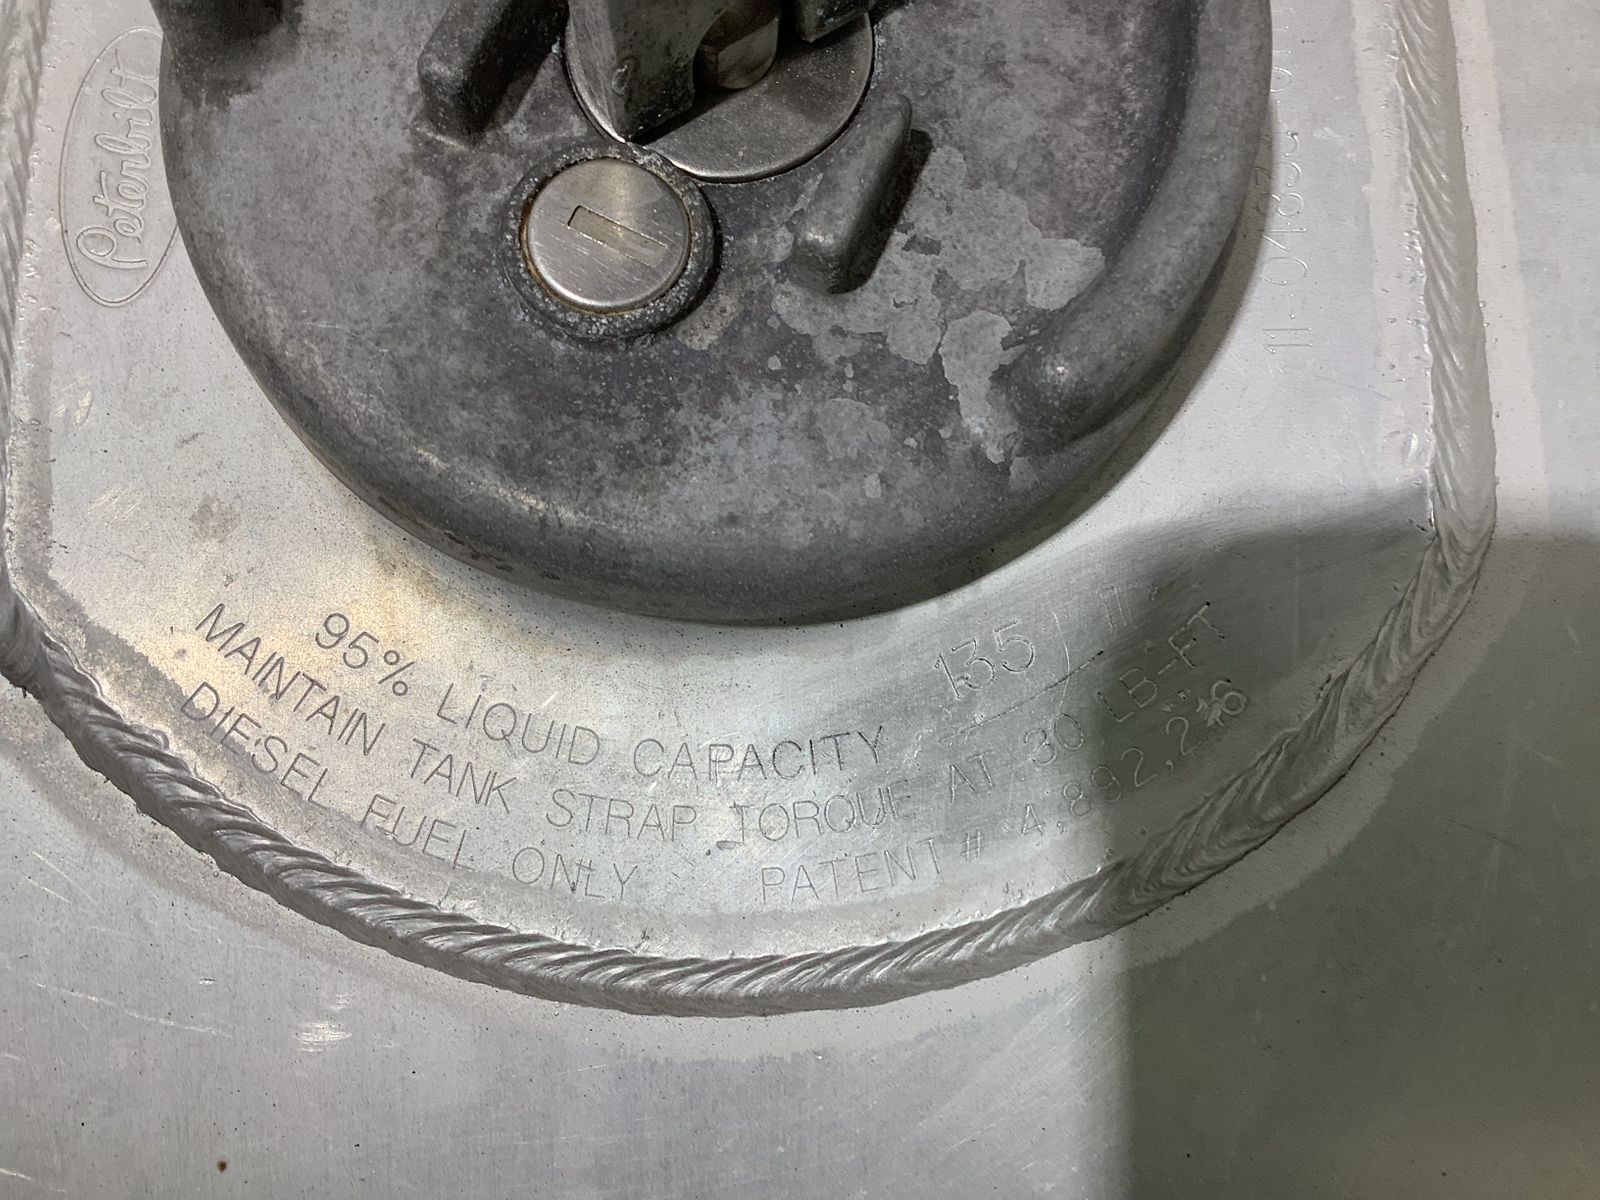 Peterbilt
95% LIQUID CAPACITY 135
MAINTAIN TANK STRAP TORQUE AT 30 LB-FT
DIESEL FUEL ONLY PATENT # 4,892,216